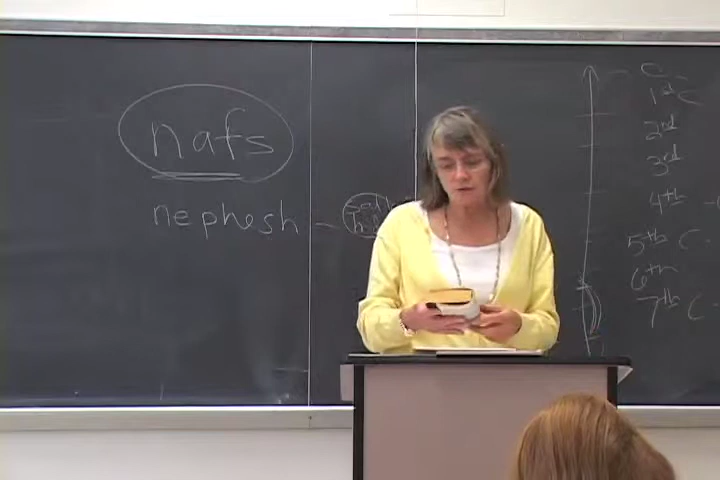 nafs
nephesh -
C
1st C
2nd
3rd
4th -
5th C -
6th
7th C -